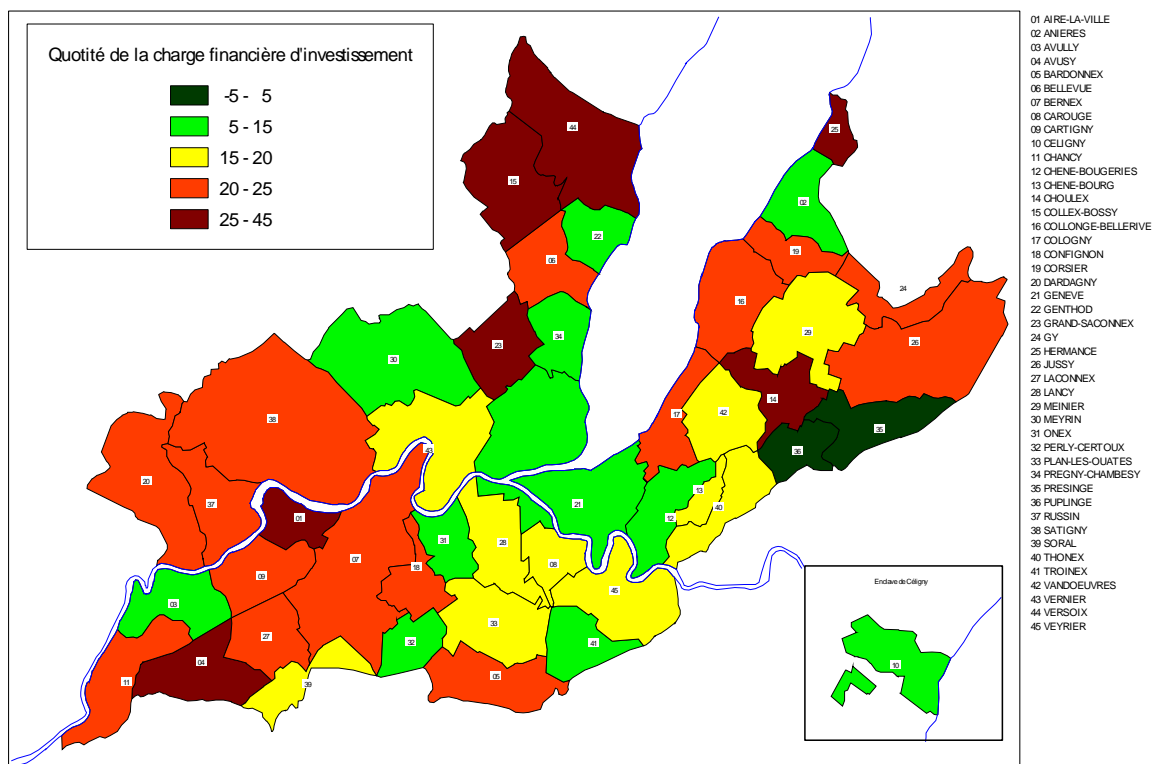 Quotité de la charge financière d'investissement
-5 - 5
5 - 15
15 - 20
20 - 25
25 - 45
44
25
15
02
22
19
06
24
16
34
29
23
26
30
14
42
17
38
35
43
36
20
37
13
01
21
40
12
31
28
07
08
18
09
45
03
33
27
32
41
04
05
11
39
Enclave de Céligny
10
01 AIRE-LA-VILLE
02 ANIERES
03 AVULLY
04 AVUSY
05 BARDONNEX
06 BELLEVUE
07 BERNEX
08 CAROUGE
09 CARTIGNY
10 CELIGNY
11 CHANCY
12 CHENE-BOUGERIES
13 CHENE-BOURG
14 CHOULEX
15 COLLEX-BOSSY
16 COLLONGE-BELLERIVE
17 COLOGNY
18 CONFIGNON
19 CORSIER
20 DARDAGNY
21 GENEVE
22 GENTHOD
23 GRAND-SACONNEX
24 GY
25 HERMANCE
26 JUSSY
27 LACONNEX
28 LANCY
29 MEINIER
30 MEYRIN
31 ONEX
32 PERLY-CERTOUX
33 PLAN-LES-OUATES
34 PREGNY-CHAMBESY
35 PRESINGE
36 PUPLINGE
37 RUSSIN
38 SATIGNY
39 SORAL
40 THONEX
41 TROINEX
42 VANDOEUVRES
43 VERNIER
44 VERSOIX
45 VEYRIER